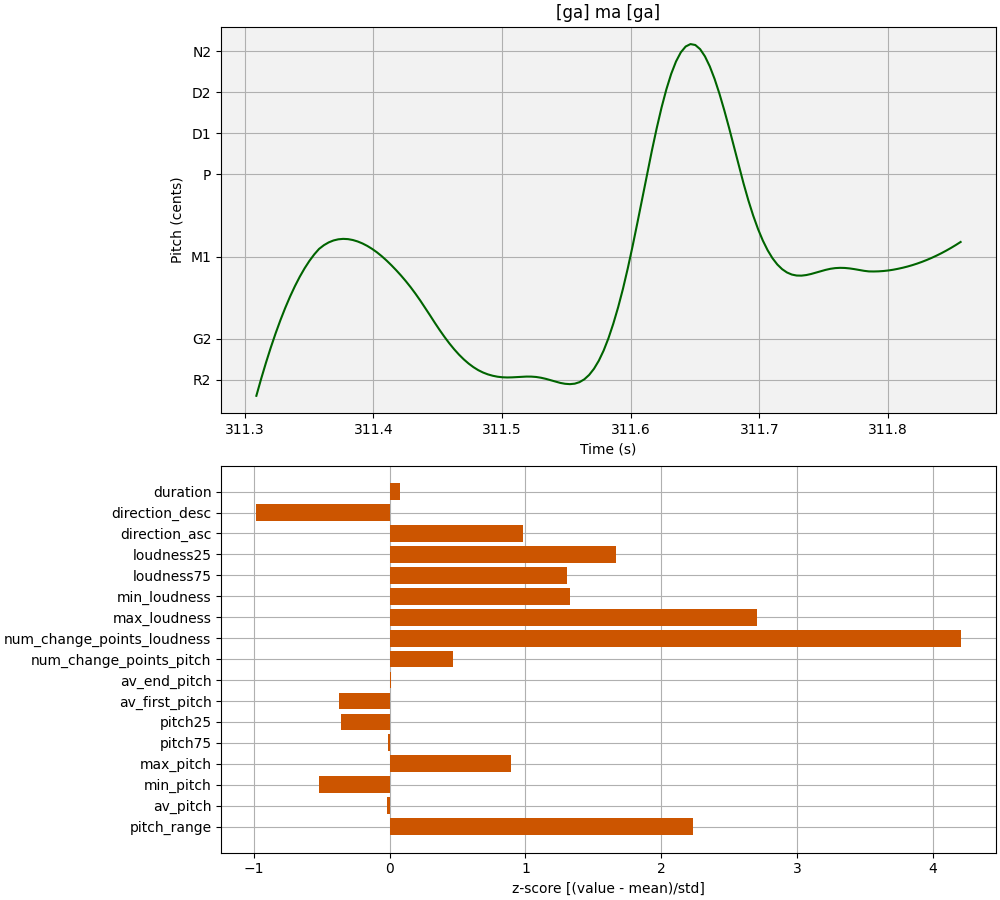 [ga] ma [ga]
N2
D2
D1
P
M1
G2
R2
Pitch (cents)
311.3
311.4
311.5
311.6
311.7
311.8
Time (s)
duration
direction_desc
direction_asc
loudness25
loudness75
min_loudness
max_loudness
num_change_points_loudness
num_change_points_pitch
av_end_pitch
av_first_pitch
pitch25
pitch75
max_pitch
min_pitch
av_pitch
pitch_range
−1
0
1
2
3
4
z-score [(value - mean)/std]